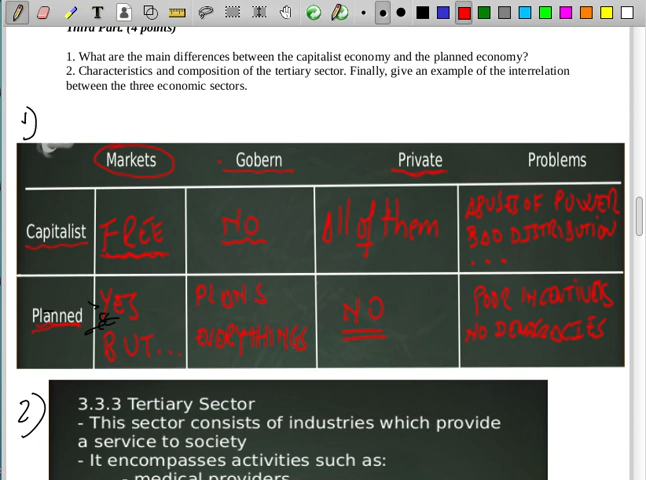 Third Part. (4 points)
1. What are the main differences between the capitalist economy and the planned economy?
2. Characteristics and composition of the tertiary sector. Finally, give an example of the interrelation
between the three economic sectors.
1)
Markets Gobern Private Problems
Capitalist FREE NO All of them ABUSES OF POWER
BAD DISTRIBUTION
...
Planned YES PLANS NO POOR INCENTIVES
BUT... EVERYTHINGS NO DEMOCRACIES
2)
3.3.3 Tertiary Sector
- This sector consists of industries which provide
a service to society
- It encompasses activities such as:
- medical providers